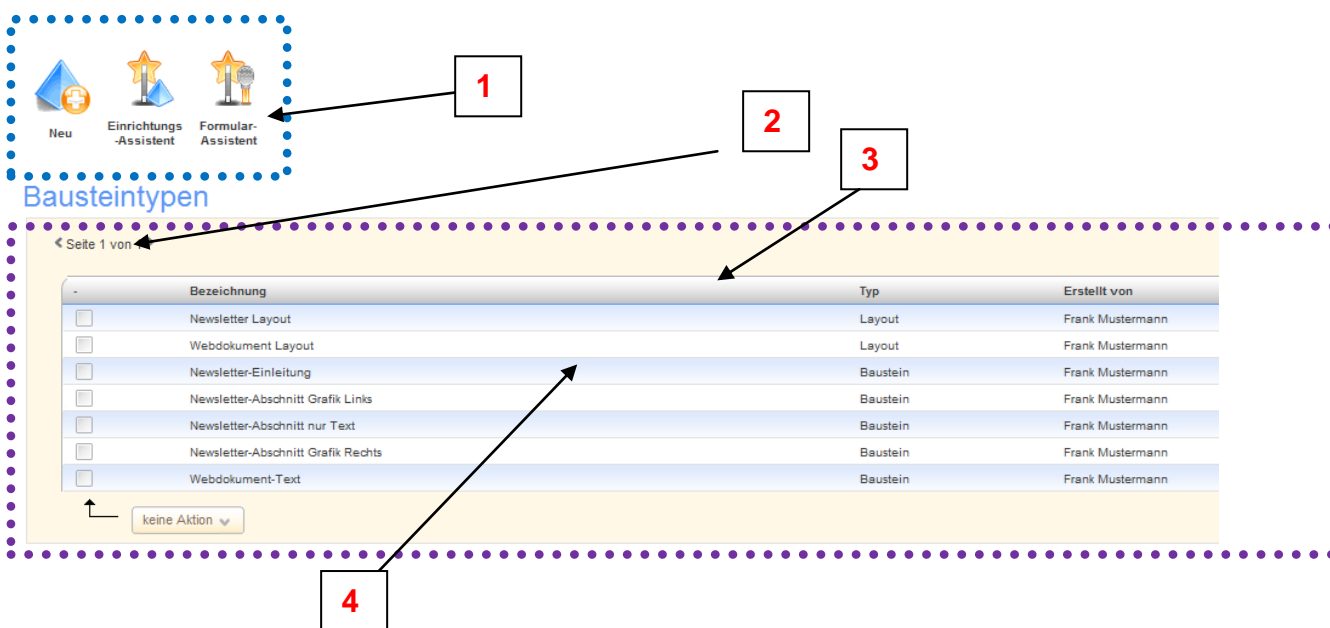 1
Neu
Einrichtungs
-Assistent
Formular-
Assistent
2
3
Bausteintypen
Seite 1 von
- Bezeichnung Typ Erstellt von
Newsletter Layout Layout Frank Mustermann
Webdokument Layout Layout Frank Mustermann
Newsletter-Einleitung Baustein Frank Mustermann
Newsletter-Abschnitt Grafik Links Baustein Frank Mustermann
Newsletter-Abschnitt nur Text Baustein Frank Mustermann
Newsletter-Abschnitt Grafik Rechts Baustein Frank Mustermann
Webdokument-Text Baustein Frank Mustermann
keine Aktion
4